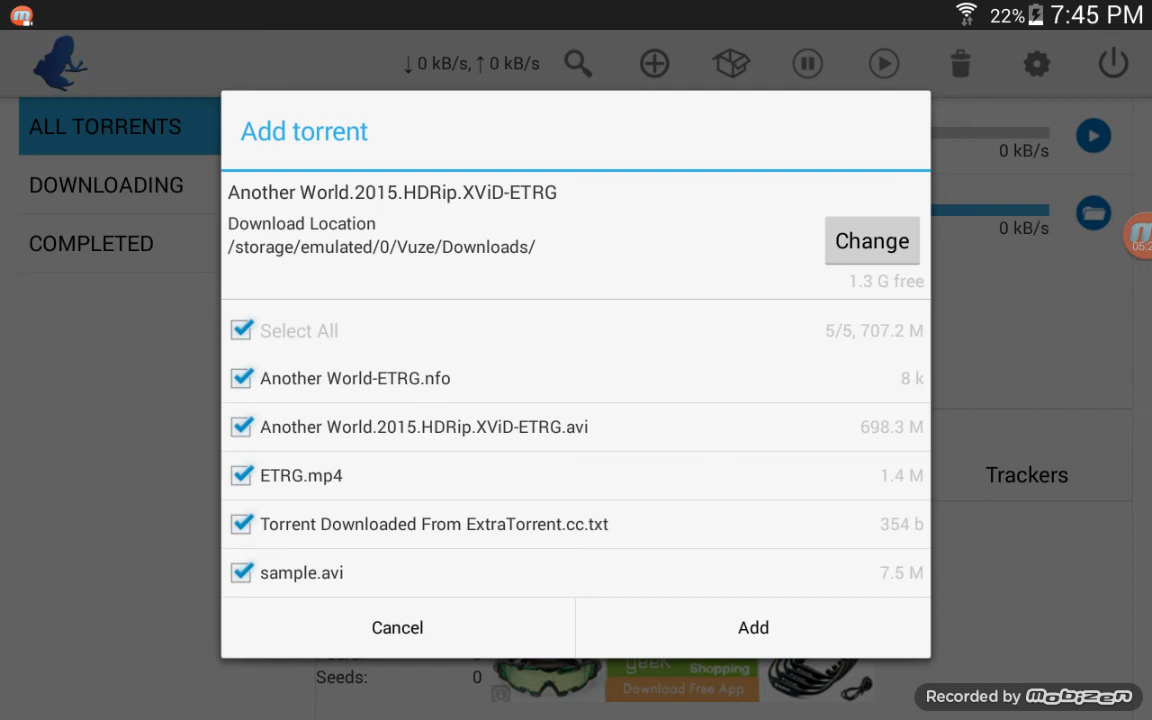 22% 7:45 PM
↓ 0 kB/s, ↑ 0 kB/s
ALL TORRENTS
DOWNLOADING
COMPLETED
0 kB/s
0 kB/s
Trackers
Add torrent
Another World.2015.HDRip.XViD-ETRG
Download Location
/storage/emulated/0/Vuze/Downloads/
Change
1.3 G free
Select All 5/5, 707.2 M
Another World-ETRG.nfo 8 k
Another World.2015.HDRip.XViD-ETRG.avi 698.3 M
ETRG.mp4 1.4 M
Torrent Downloaded From ExtraTorrent.cc.txt 354 b
sample.avi 7.5 M
Cancel Add
Seeds: 0
geek Shopping
Download Free App
Recorded by mobizen